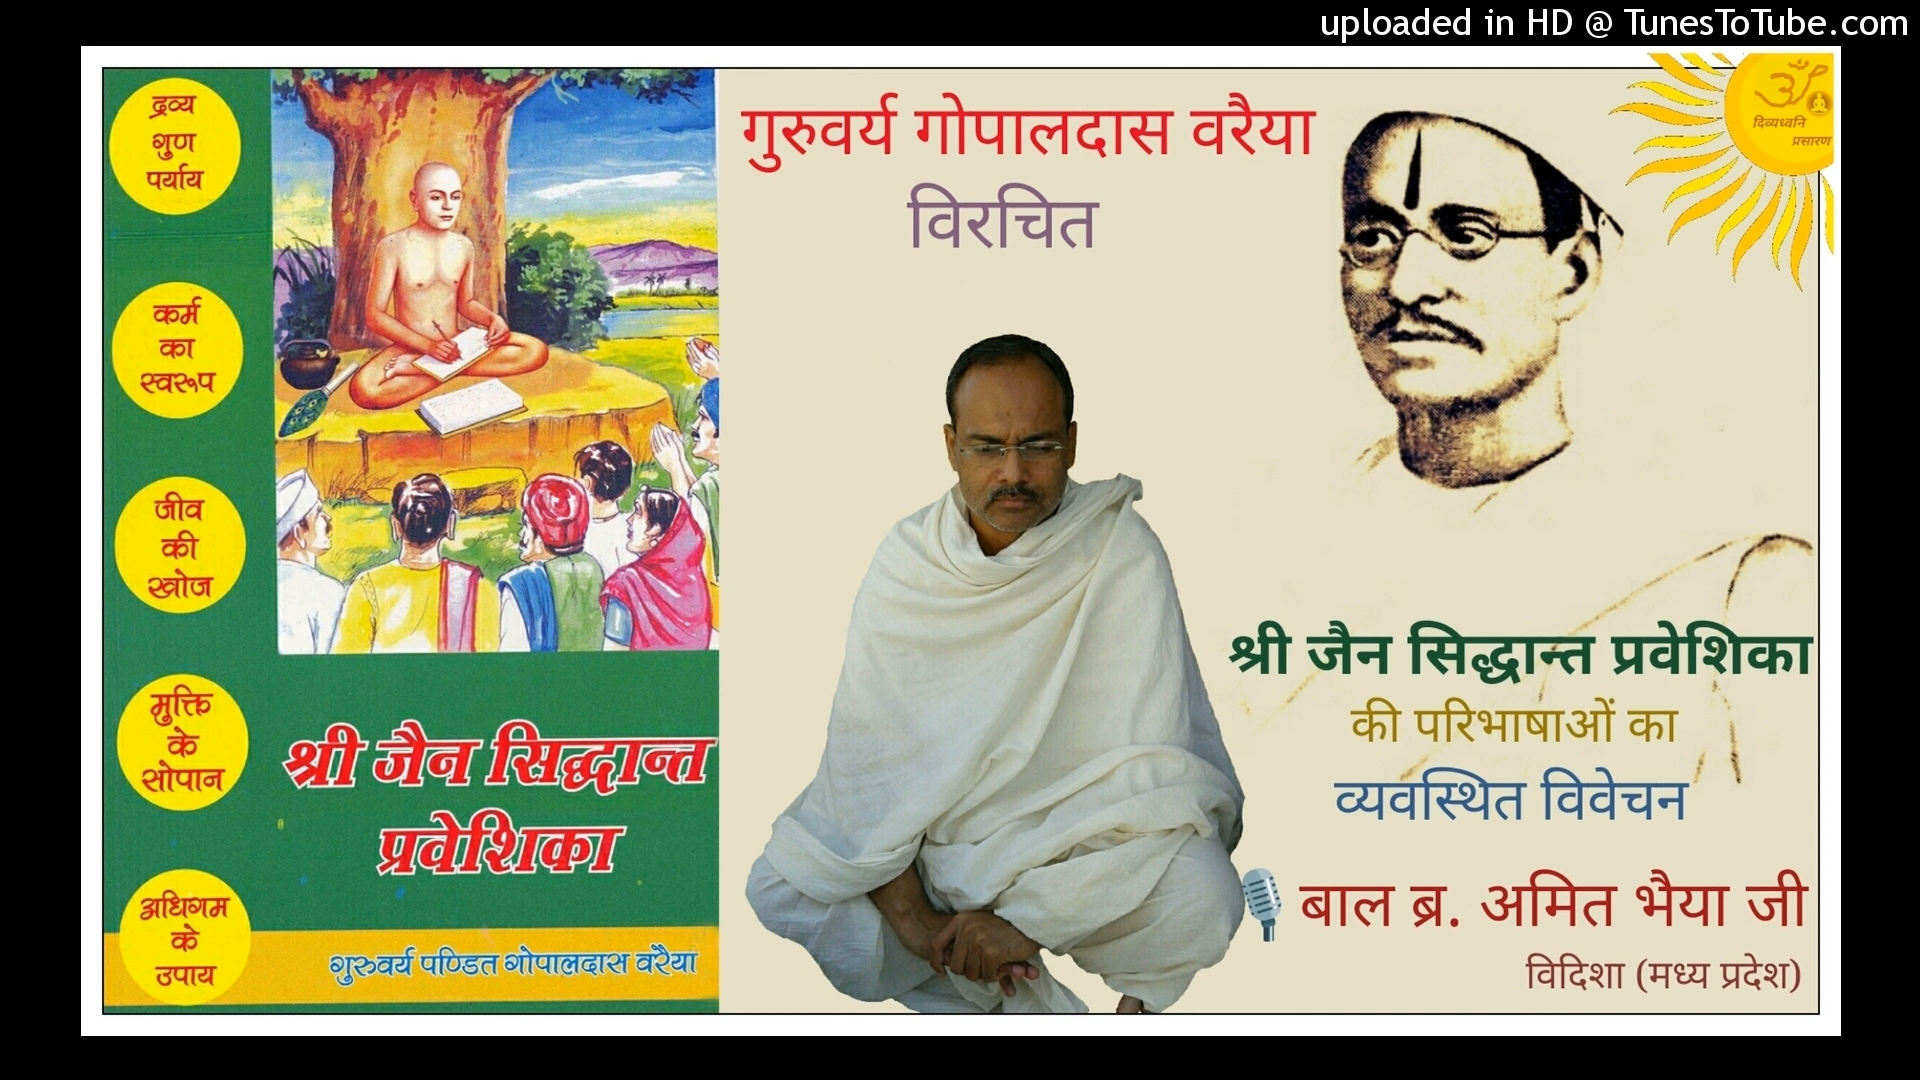 uploaded in HD @ TunesToTube.com
द्रव्य
गुण
पर्याय
कर्म
का
स्वरूप
जीव
की
खोज
मुक्ति
के
सोपान
अधिगम
के
उपाय
श्री जैन सिद्धान्त
प्रवेशिका
गुरुवर्य पण्डित गोपालदास वरैया
गुरुवर्य गोपालदास वरैया
विरचित
ॐ
दिव्यध्वनि
प्रसारण
श्री जैन सिद्धान्त प्रवेशिका
की परिभाषाओं का
व्यवस्थित विवेचन
बाल ब्र. अमित भैया जी
विदिशा (मध्य प्रदेश)